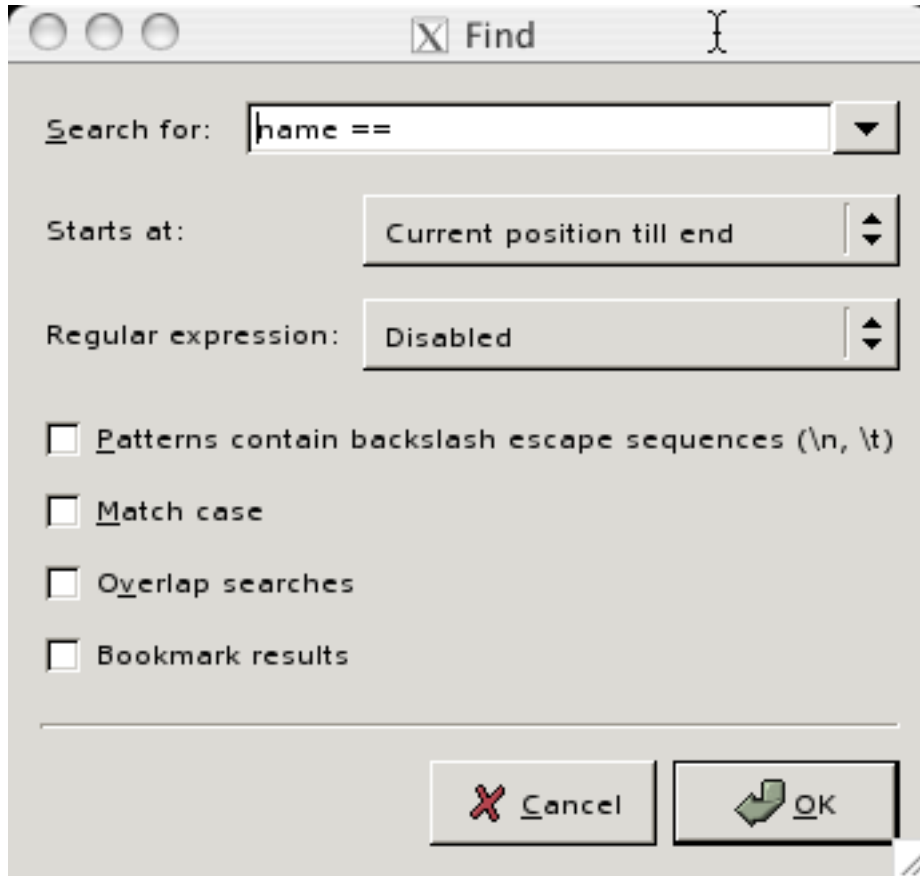 Find
Search for: name ==
Starts at: Current position till end
Regular expression: Disabled
Patterns contain backslash escape sequences (\n, \t)
Match case
Overlap searches
Bookmark results
Cancel OK